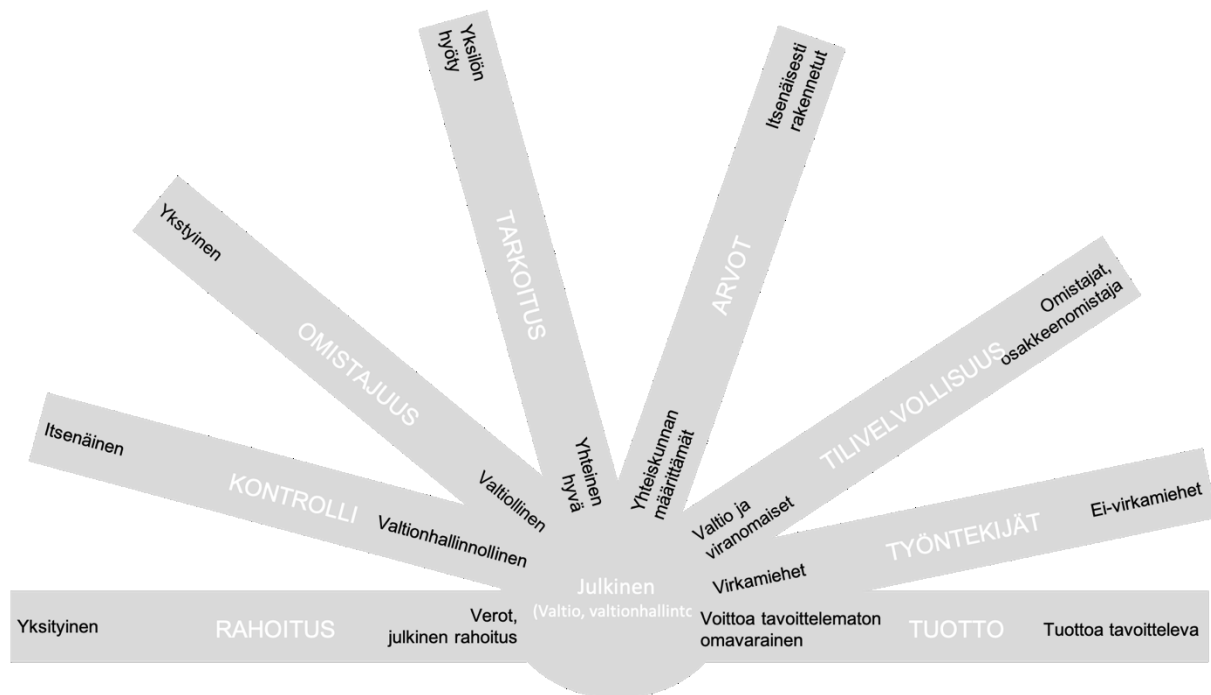 Yksilön
hyöty
TARKOITUS
Yhteinen
hyvä
Itsenäisesti
rakennetut
ARVOT
Yhteiskunnan
määrittämät
Ykstyinen
OMISTAJUUS
Valtiollinen
Omistajat,
osakkeenomistaja
TILIVELVOLLISUUS
Valtio ja
viranomaiset
Itsenäinen
KONTROLLI
Valtionhallinnollinen
Ei-virkamiehet
TYÖNTEKIJÄT
Virkamiehet
Julkinen
(Valtio, valtionhallintc
Yksityinen
RAHOITUS
Verot,
julkinen rahoitus
Voittoa tavoittelematon
omavarainen
TUOTTO
Tuottoa tavoitteleva